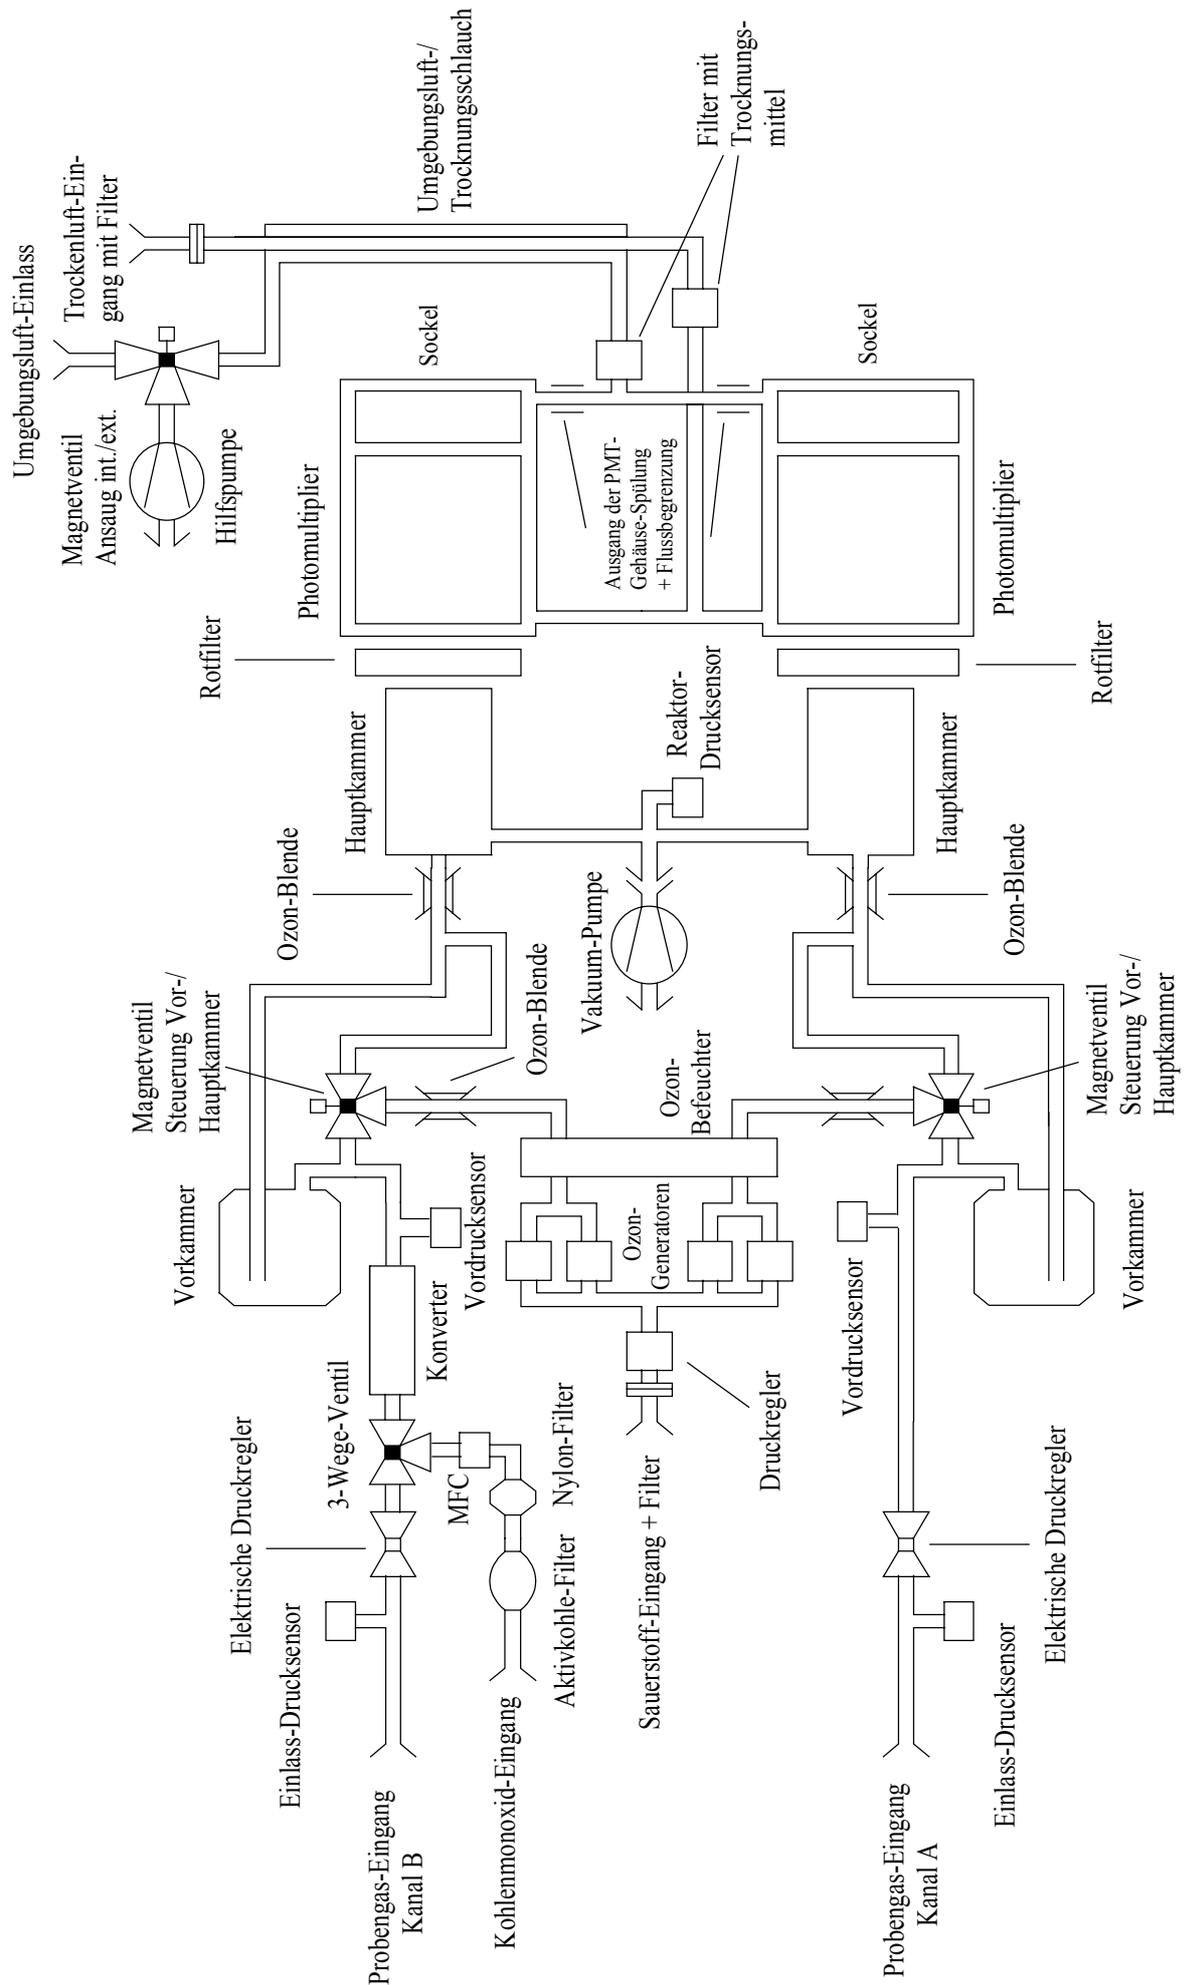 Umgebungsluft-Einlass
Trockenluft-Ein-
gang mit Filter
Umgebungsluft-/
Trocknungsschlauch
Filter mit
Trocknungs-
mittel
Magnetventil
Ansaug int./ext.
Hilfspumpe
Sockel
Sockel
Photomultiplier
Ausgang der PMT-
Gehäuse-Spülung
+ Flussbegrenzung
Photomultiplier
Rotfilter
Rotfilter
Hauptkammer
Reaktor-
Drucksensor
Hauptkammer
Ozon-Blende
Vakuum-Pumpe
Ozon-Blende
Magnetventil
Steuerung Vor-/
Hauptkammer
Ozon-Blende
Ozon-
Befeuchter
Magnetventil
Steuerung Vor-/
Hauptkammer
Vorkammer
Vordrucksensor
Ozon-
Generatoren
Vordrucksensor
Vorkammer
Konverter
3-Wege-Ventil
Elektrische Druckregler
MFC
Nylon-Filter
Druckregler
Elektrische Druckregler
Einlass-Drucksensor
Aktivkohle-Filter
Sauerstoff-Eingang + Filter
Einlass-Drucksensor
Probengas-Eingang
Kanal B
Kohlenmonoxid-Eingang
Probengas-Eingang
Kanal A